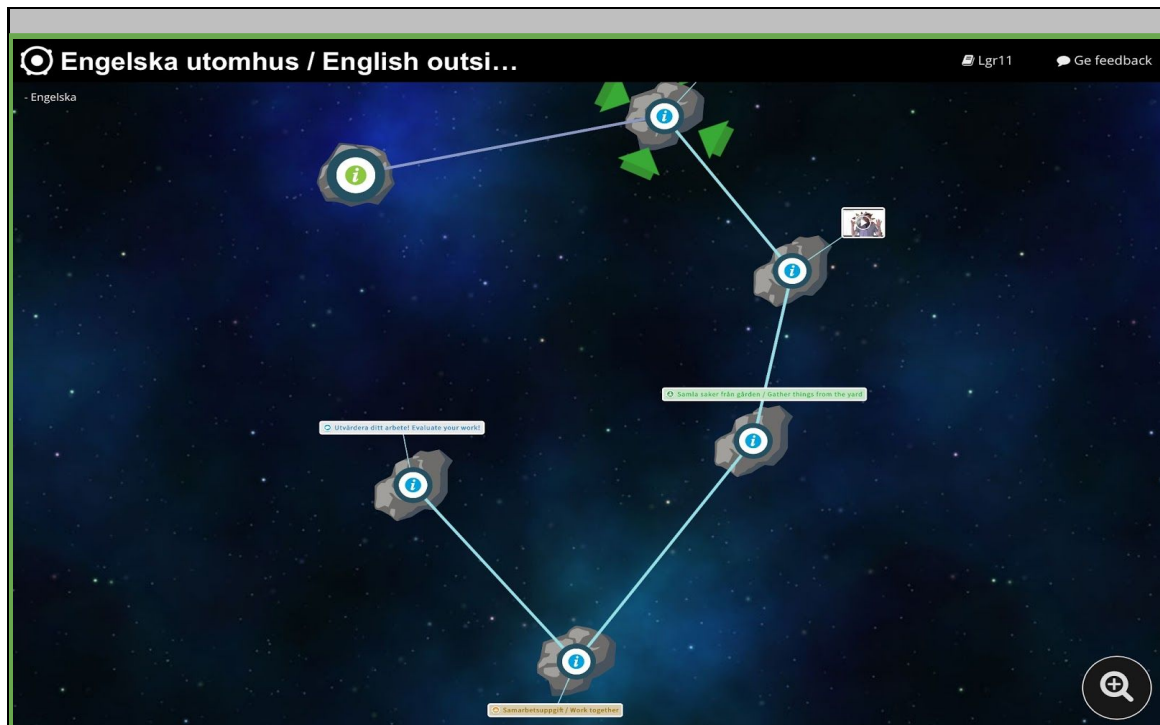 Engelska utomhus / English outsi...
Lgr11
Ge feedback
- Engelska
Samla saker från gården / Gather things from the yard
Utvärdera ditt arbete! Evaluate your work!
Samarbetsuppgift / Work together